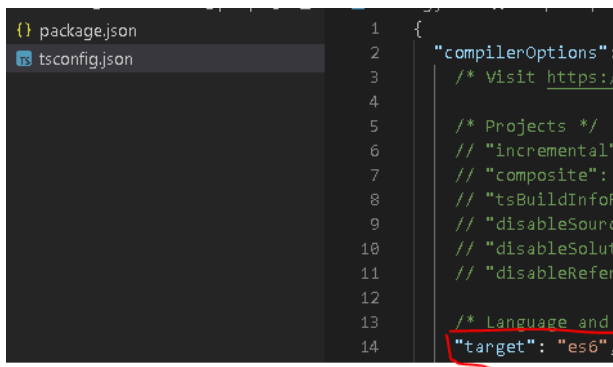 {} package.json
TS tsconfig.json
1 {
2 "compilerOptions":
3 /* Visit https:/
4
5 /* Projects */
6 // "incremental"
7 // "composite":
8 // "tsBuildInfoF
9 // "disableSourc
10 // "disableSolut
11 // "disableRefer
12
13 /* Language and
14 "target": "es6",